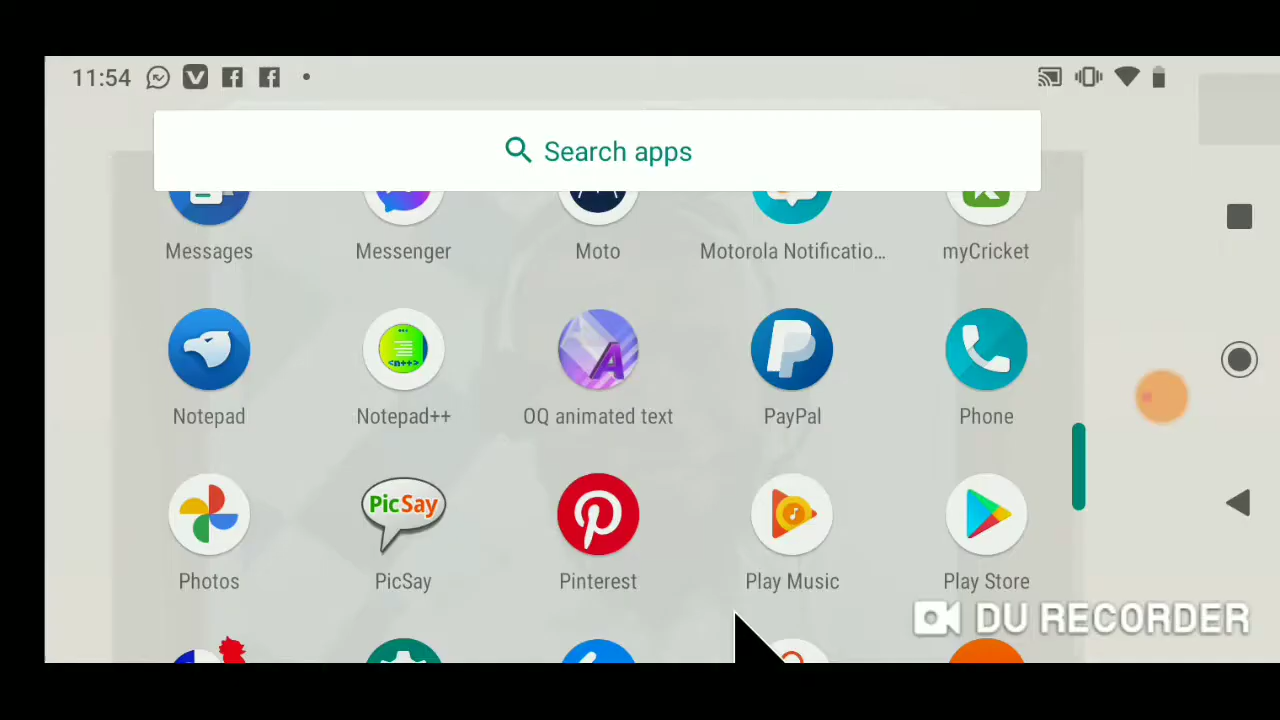 11:54
Search apps
Messages Messenger Moto Motorola Notificatio... myCricket
<n++>
Notepad Notepad++ OQ animated text PayPal Phone
PicSay
Photos PicSay Pinterest Play Music Play Store
DU RECORDER